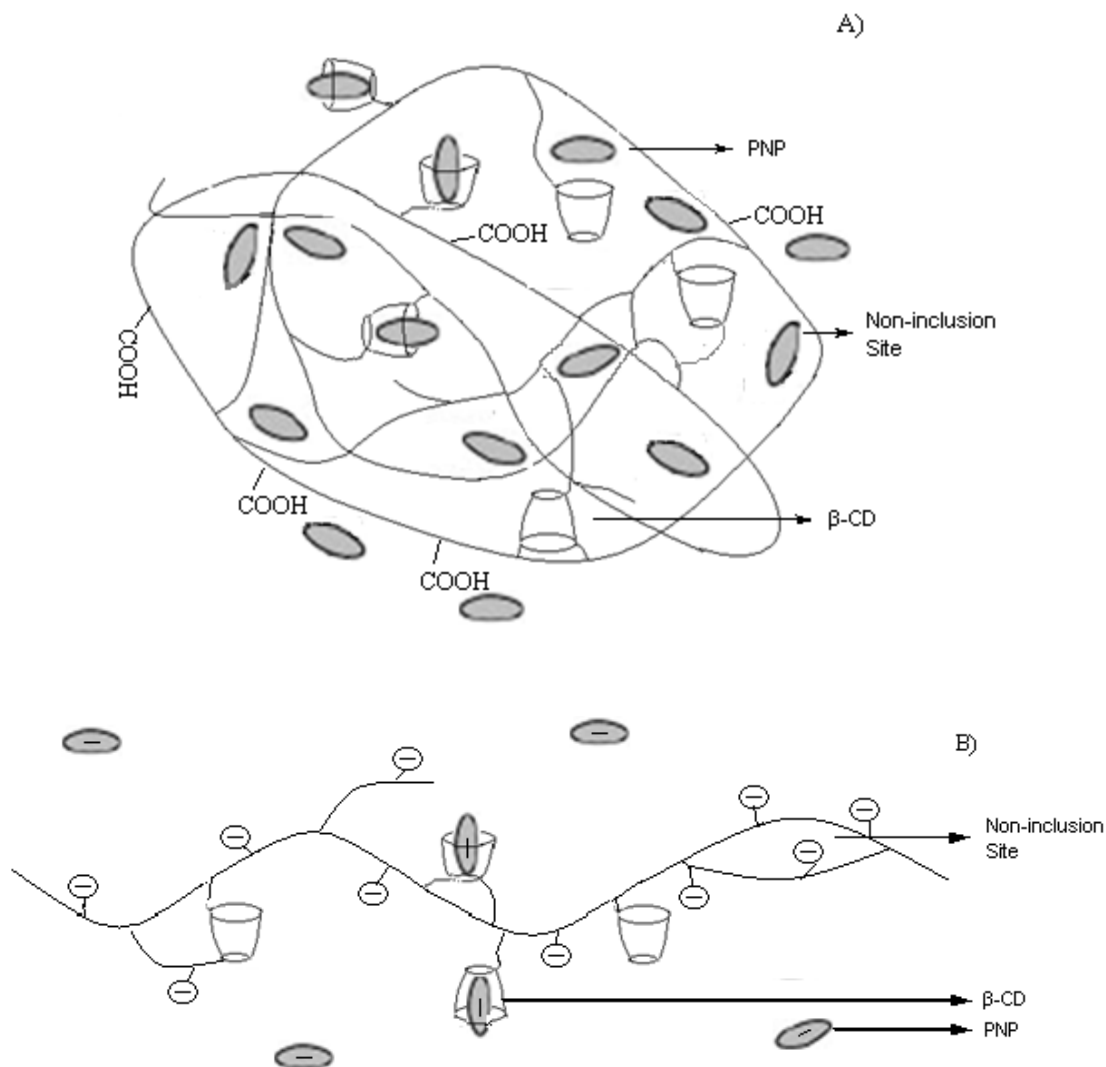 A)
PNP
COOH
COOH
Non-inclusion
Site
COOH
COOH
β-CD
COOH
B)
Non-inclusion
Site
β-CD
PNP